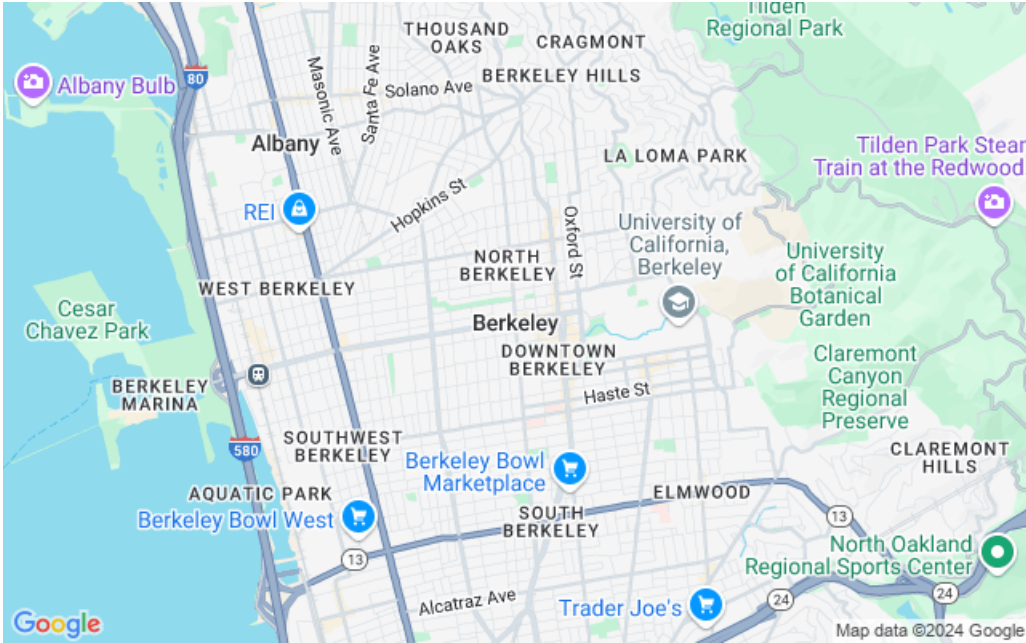 Tilden
Regional Park
THOUSAND
OAKS
CRAGMONT
BERKELEY HILLS
80
Albany Bulb
Masonic Ave
Santa Fe Ave
Solano Ave
Albany
LA LOMA PARK
Tilden Park Stear
Train at the Redwood
REI
Hopkins St
Oxford St
University of
California,
Berkeley
NORTH
BERKELEY
University
of California
Botanical
Garden
WEST BERKELEY
Cesar
Chavez Park
Berkeley
DOWNTOWN
BERKELEY
Claremont
Canyon
Regional
Preserve
BERKELEY
MARINA
Haste St
580
SOUTHWEST
BERKELEY
Berkeley Bowl
Marketplace
CLAREMONT
HILLS
AQUATIC PARK
Berkeley Bowl West
ELMWOOD
SOUTH
BERKELEY
13
13
North Oakland
Regional Sports Center
Alcatraz Ave
Trader Joe's
24
24
Google
Map data ©2024 Google